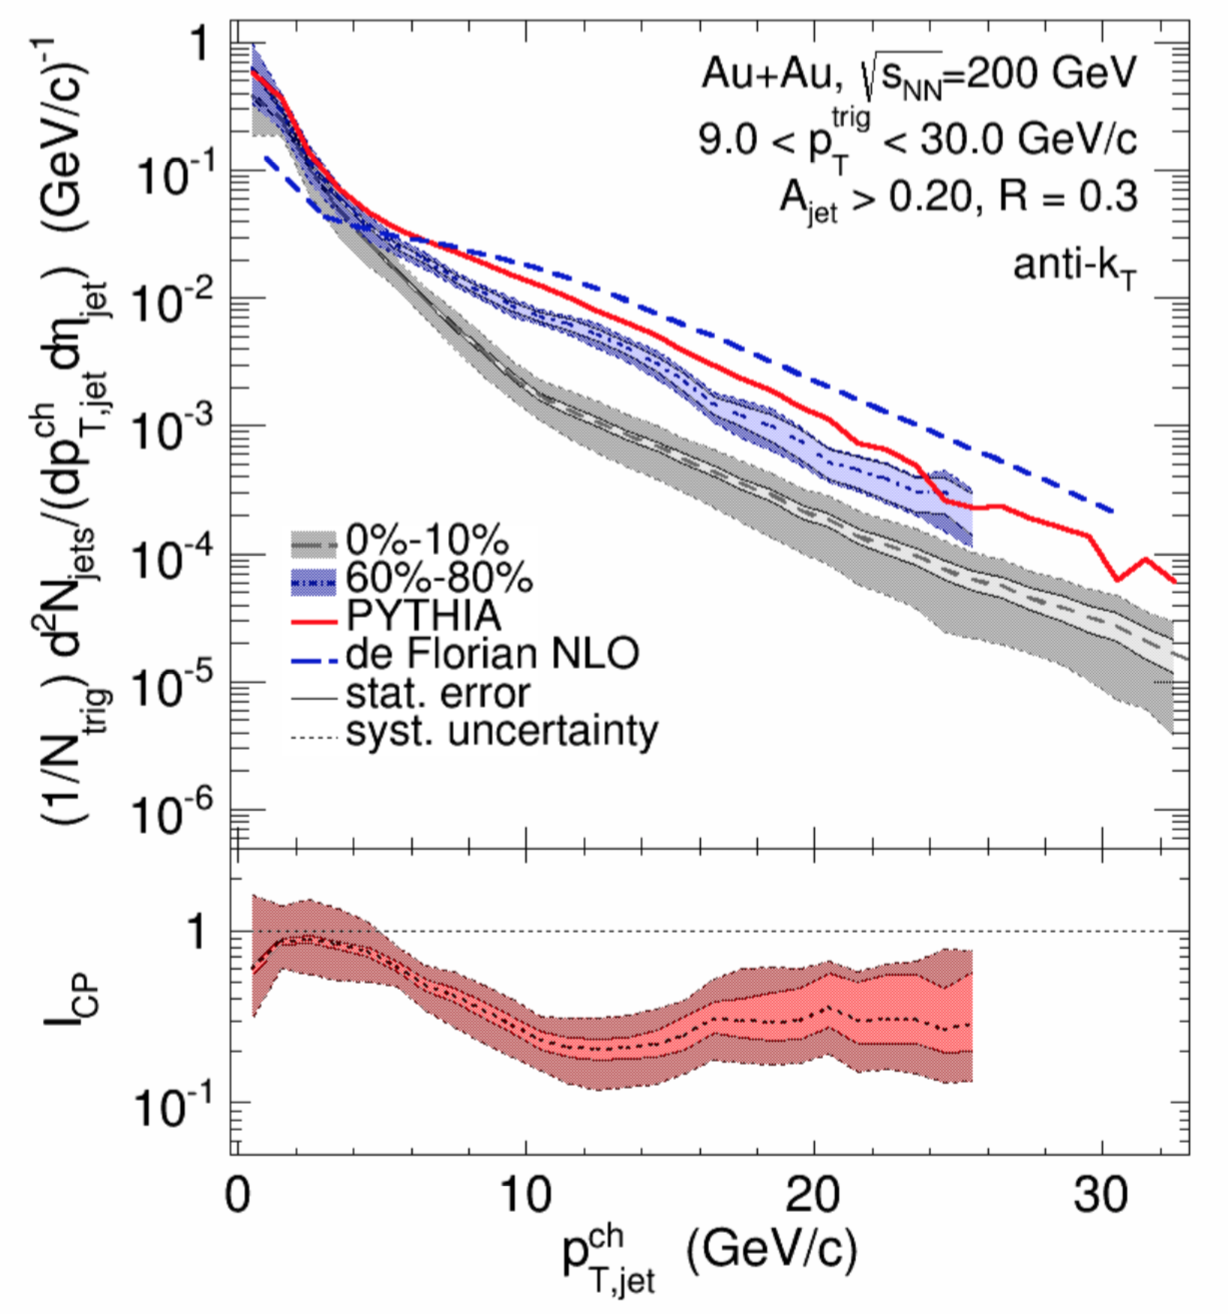 (1/N_trig) d²N_jets/(dp^ch_T,jet dη_jet) (GeV/c)⁻¹
1
10⁻¹
10⁻²
10⁻³
10⁻⁴
10⁻⁵
10⁻⁶
Au+Au, √s_NN=200 GeV
9.0 < p_T^trig < 30.0 GeV/c
A_jet > 0.20, R = 0.3
anti-k_T
0%-10%
60%-80%
PYTHIA
de Florian NLO
stat. error
syst. uncertainty
I_CP
1
10⁻¹
0 10 20 30
p^ch_T,jet (GeV/c)